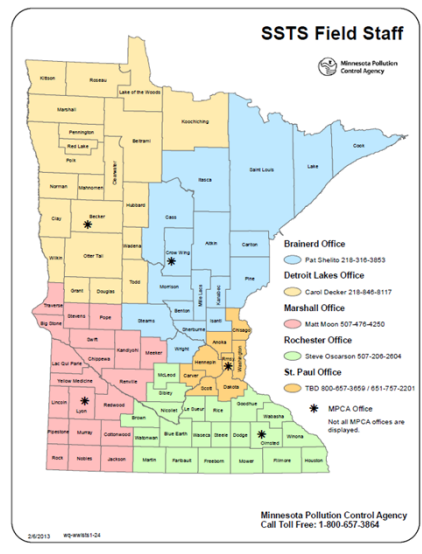 SSTS Field Staff
Minnesota Pollution
Control Agency
Kittson
Roseau
Lake of the Woods
Marshall
Koochiching
Pennington
Red Lake
Beltrami
Polk
Clearwater
Norman
Mahnomen
Itasca
Saint Louis
Lake
Cook
Hubbard
Cass
Clay
Becker
Wadena
Crow Wing
Aitkin
Carlton
Wilkin
Otter Tail
Todd
Morrison
Mille Lacs
Kanabec
Pine
Grant
Douglas
Traverse
Stevens
Pope
Stearns
Benton
Isanti
Chisago
Big Stone
Sherburne
Swift
Kandiyohi
Meeker
Wright
Anoka
Washington
Lac Qui Parle
Chippewa
Hennepin
McLeod
Carver
Yellow Medicine
Renville
Scott
Dakota
Sibley
Lincoln
Lyon
Redwood
Nicollet
Le Sueur
Rice
Goodhue
Wabasha
Brown
Pipestone
Murray
Cottonwood
Watonwan
Blue Earth
Waseca
Steele
Dodge
Olmsted
Winona
Rock
Nobles
Jackson
Martin
Faribault
Freeborn
Mower
Fillmore
Houston
Brainerd Office
Pat Shelito 218-316-3853
Detroit Lakes Office
Carol Decker 218-846-8117
Marshall Office
Matt Moon 507-476-4250
Rochester Office
Steve Oscarson 507-206-2604
St. Paul Office
TBD 800-657-3659 / 651-757-2201
MPCA Office
Not all MPCA offices are
displayed.
Minnesota Pollution Control Agency
Call Toll Free: 1-800-657-3864
2/6/2013 wq-wwists1-24